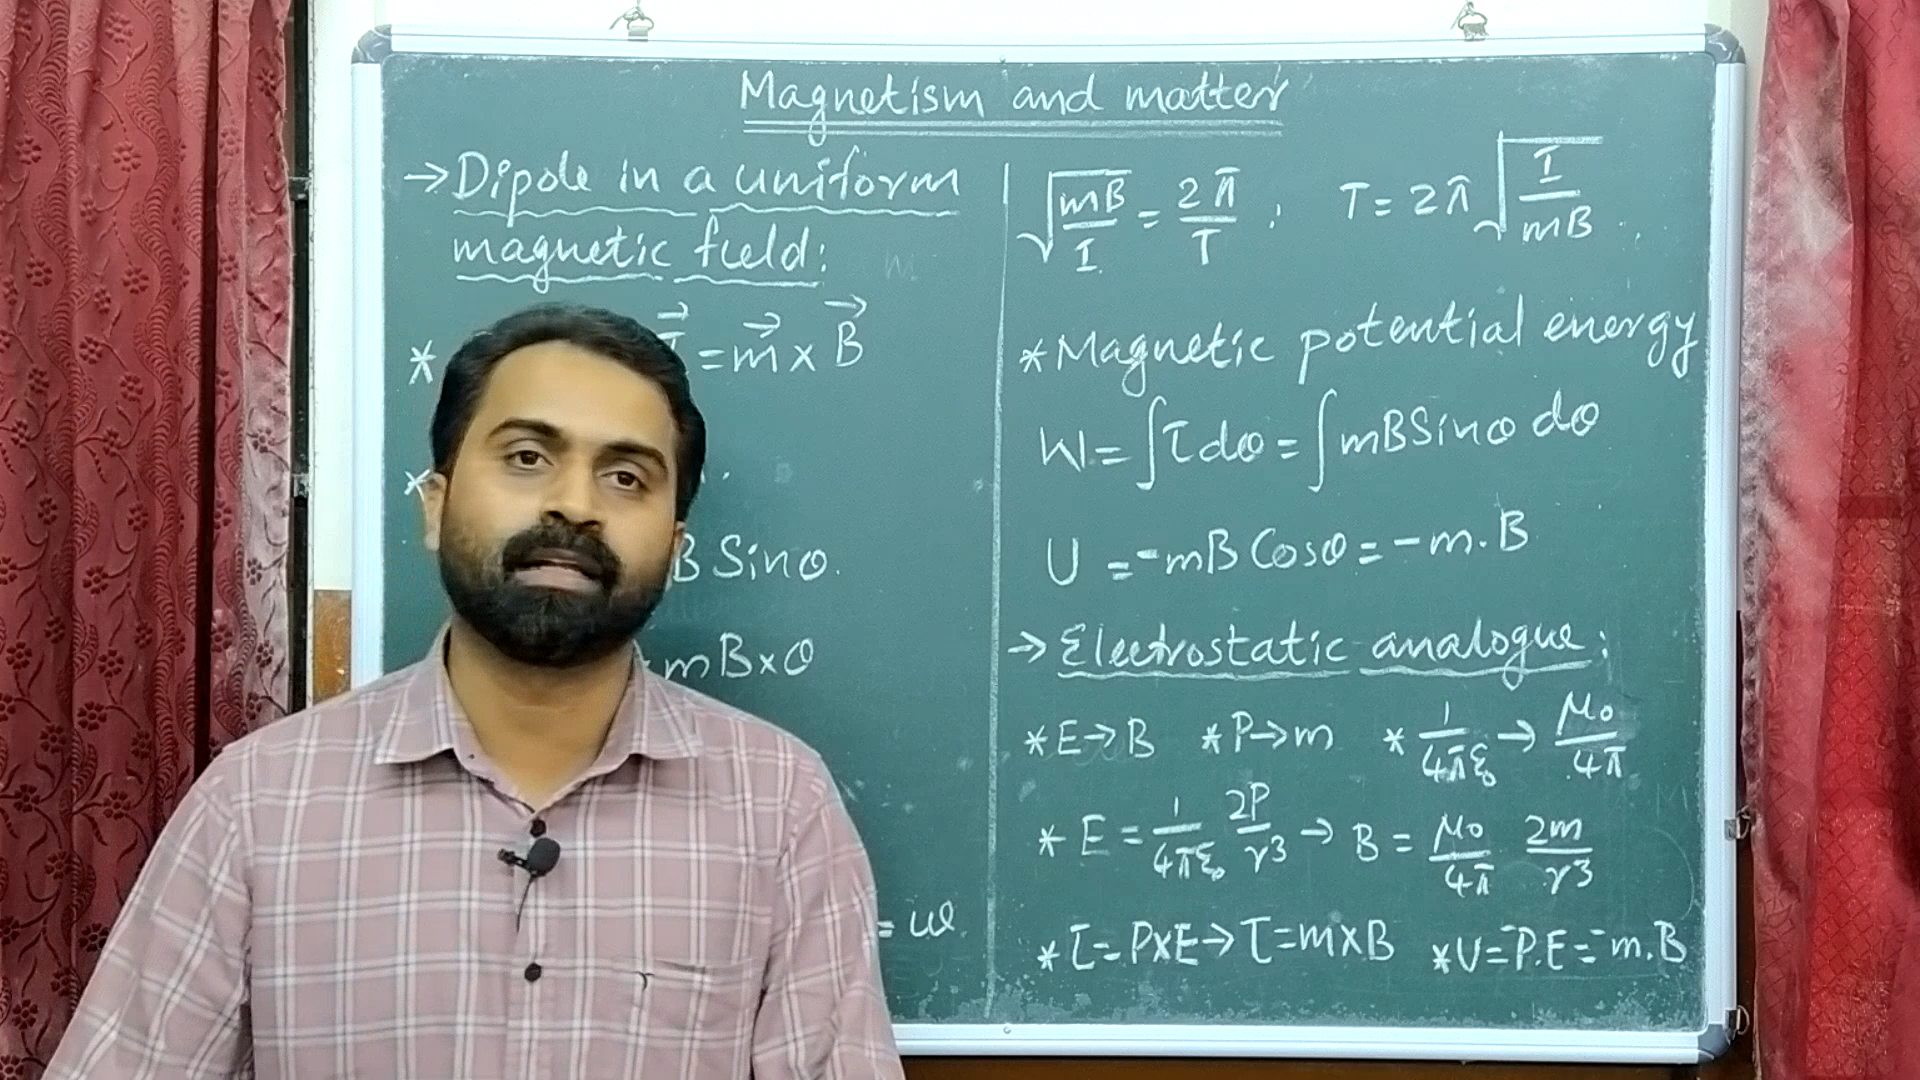 Magnetism and matter
→ Dipole in a uniform
magnetic field:
* = m⃗ × B⃗
*
B Sinθ.
mB×θ
= ω
√(mB/I) = 2π/T ; T = 2π √(I/mB).
* Magnetic potential energy
W = ∫τdθ = ∫mBSinθ dθ
U = -mB Cosθ = -m.B
→ Electrostatic analogue:
* E→B * P→m * 1/4πε₀ → μ₀/4π
* E = 1/4πε₀ 2P/r³ → B = μ₀/4π 2m/r³
* τ = P×E → τ = m×B * U = -P.E = -m.B